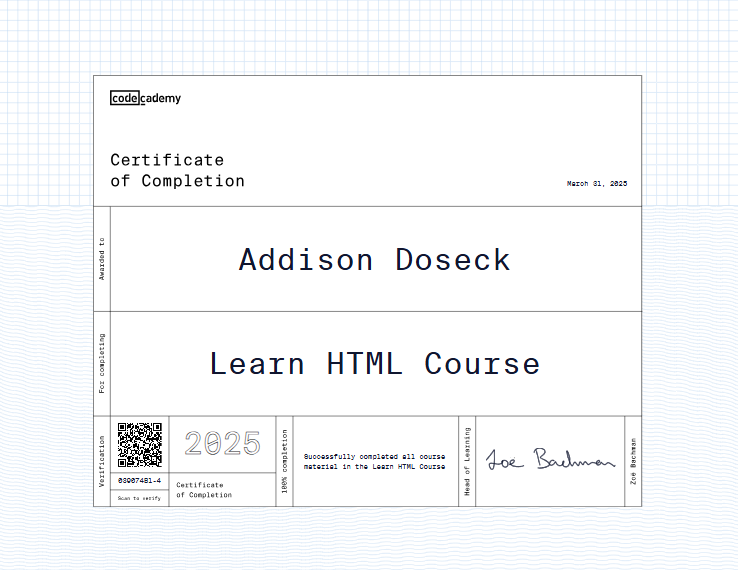 codecademy
Certificate
of Completion
March 31, 2025
Awarded to
Addison Doseck
For completing
Learn HTML Course
Verification
03907481-4
Scan to verify
2025
Certificate
of Completion
100% completion
Successfully completed all course
material in the Learn HTML Course
Head of Learning
Zoe Bachman
Zoe Bachman